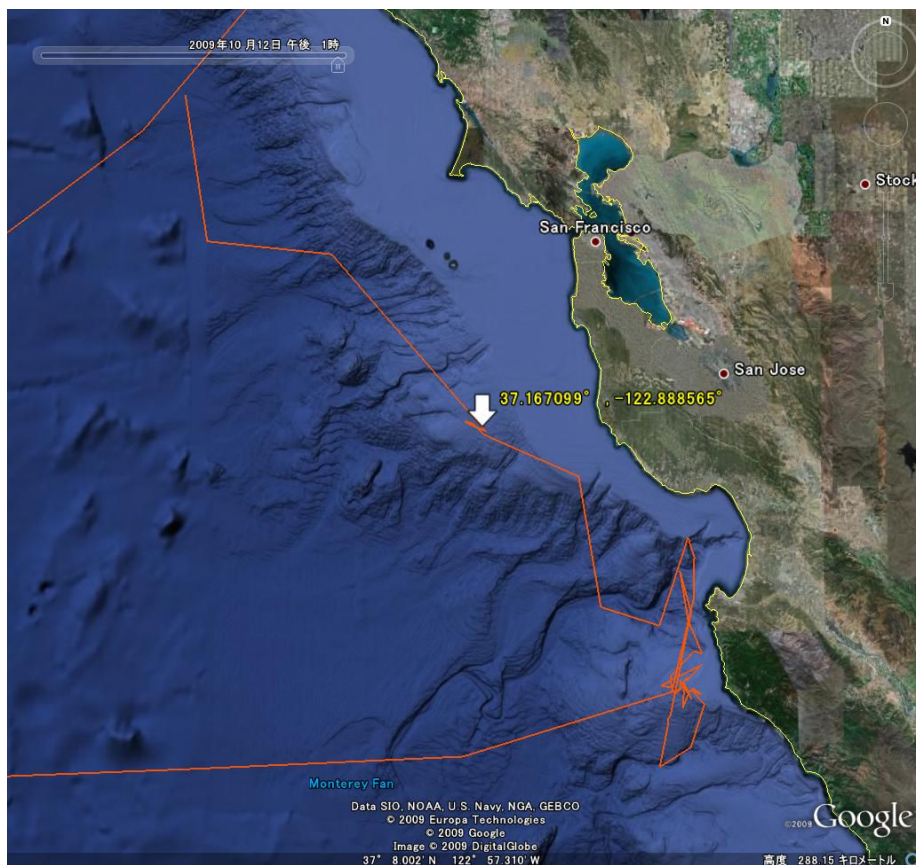 2009年10月12日 午後 1時
N
Stock
San Francisco
San Jose
37.167099° , -122.888565°
Monterey Fan
Data SIO, NOAA, U.S. Navy, NGA, GEBCO
© 2009 Europa Technologies
© 2009 Google
Image © 2009 DigitalGlobe
©2009 Google
37° 8.002' N 122° 57.310' W
高度 288.15 キロメートル